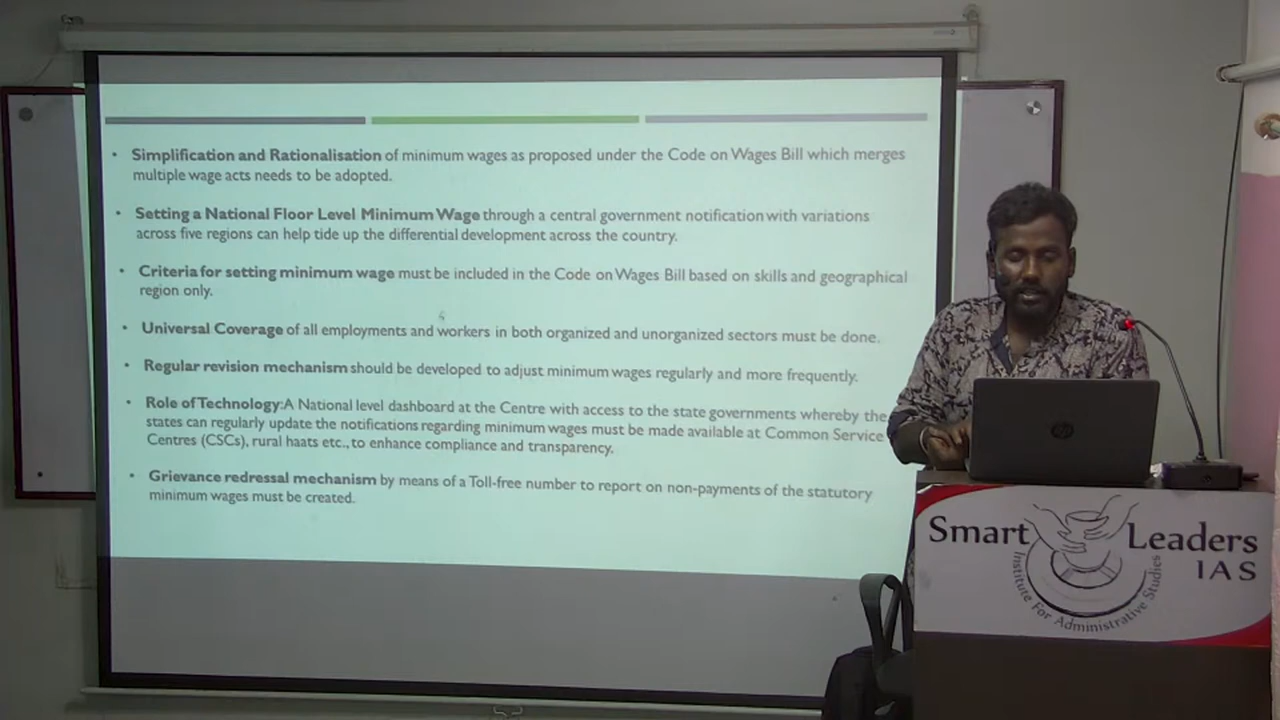 • Simplification and Rationalisation of minimum wages as proposed under the Code on Wages Bill which merges
multiple wage acts needs to be adopted.
• Setting a National Floor Level Minimum Wage through a central government notification with variations
across five regions can help tide up the differential development across the country.
• Criteria for setting minimum wage must be included in the Code on Wages Bill based on skills and geographical
region only.
• Universal Coverage of all employments and workers in both organized and unorganized sectors must be done.
• Regular revision mechanism should be developed to adjust minimum wages regularly and more frequently.
• Role of Technology: A National level dashboard at the Centre with access to the state governments whereby the
states can regularly update the notifications regarding minimum wages must be made available at Common Service
Centres (CSCs), rural haats etc., to enhance compliance and transparency.
• Grievance redressal mechanism by means of a Toll-free number to report on non-payments of the statutory
minimum wages must be created.
hp
Smart Leaders
IAS
Institute For Administrative Studies